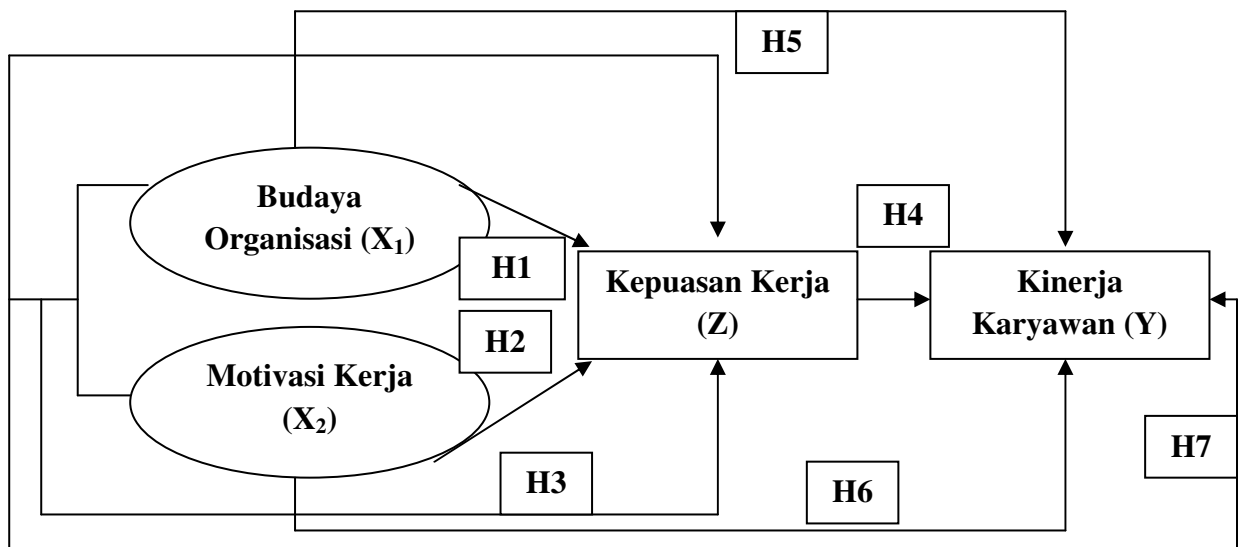 H5
Budaya
Organisasi (X₁)
H1
H4
Kepuasan Kerja
(Z)
Kinerja
Karyawan (Y)
H2
Motivasi Kerja
(X₂)
H7
H3
H6